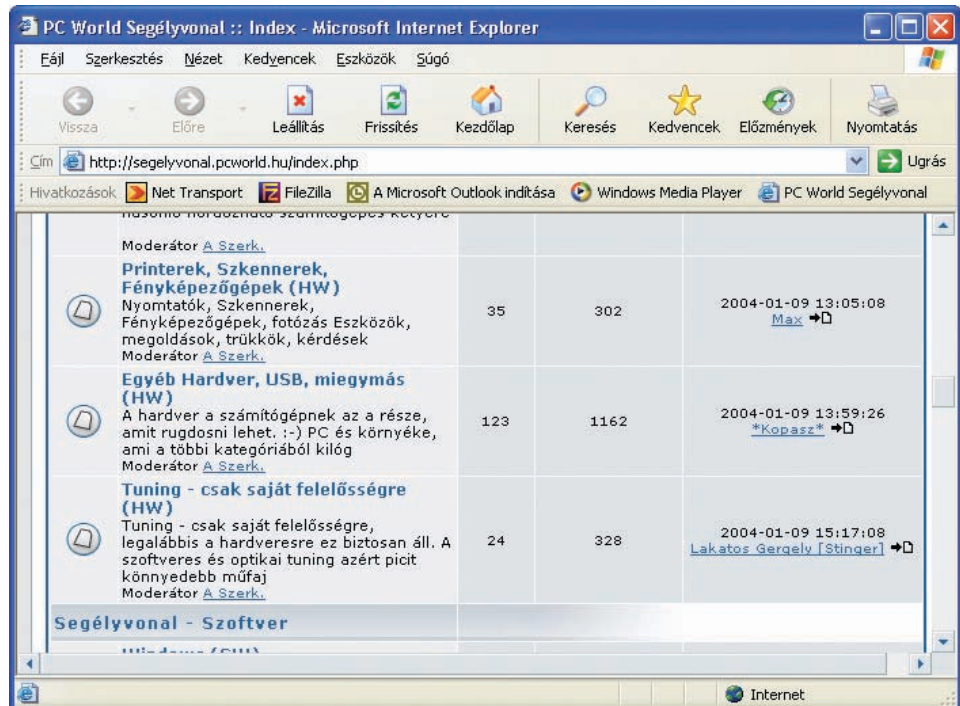 PC World Segélyvonal :: Index - Microsoft Internet Explorer
Fájl Szerkesztés Nézet Kedvencek Eszközök Súgó
Vissza Előre Leállítás Frissítés Kezdőlap Keresés Kedvencek Előzmények Nyomtatás
Cím http://segelyvonal.pcworld.hu/index.php Ugrás
Hivatkozások Net Transport FileZilla A Microsoft Outlook indítása Windows Media Player PC World Segélyvonal
hasonló hordozható számítógépes kütyüre
Moderátor A Szerk.
Printerek, Szkennerek,
Fényképezőgépek (HW)
Nyomtatók, Szkennerek,
Fényképezőgépek, fotózás Eszközök,
megoldások, trükkök, kérdések
Moderátor A Szerk.
35 302 2004-01-09 13:05:08
Max
Egyéb Hardver, USB, miegymás
(HW)
A hardver a számítógépnek az a része,
amit rugdosni lehet. :-) PC és környéke,
ami a többi kategóriából kilóg
Moderátor A Szerk.
123 1162 2004-01-09 13:59:26
*Kopasz*
Tuning - csak saját felelősségre
(HW)
Tuning - csak saját felelősségre,
legalábbis a hardveresre ez biztosan áll. A
szoftveres és optikai tuning azért picit
könnyedebb műfaj
Moderátor A Szerk.
24 328 2004-01-09 15:17:08
Lakatos Gergely [Stinger]
Segélyvonal - Szoftver
Windows (SW)
Internet